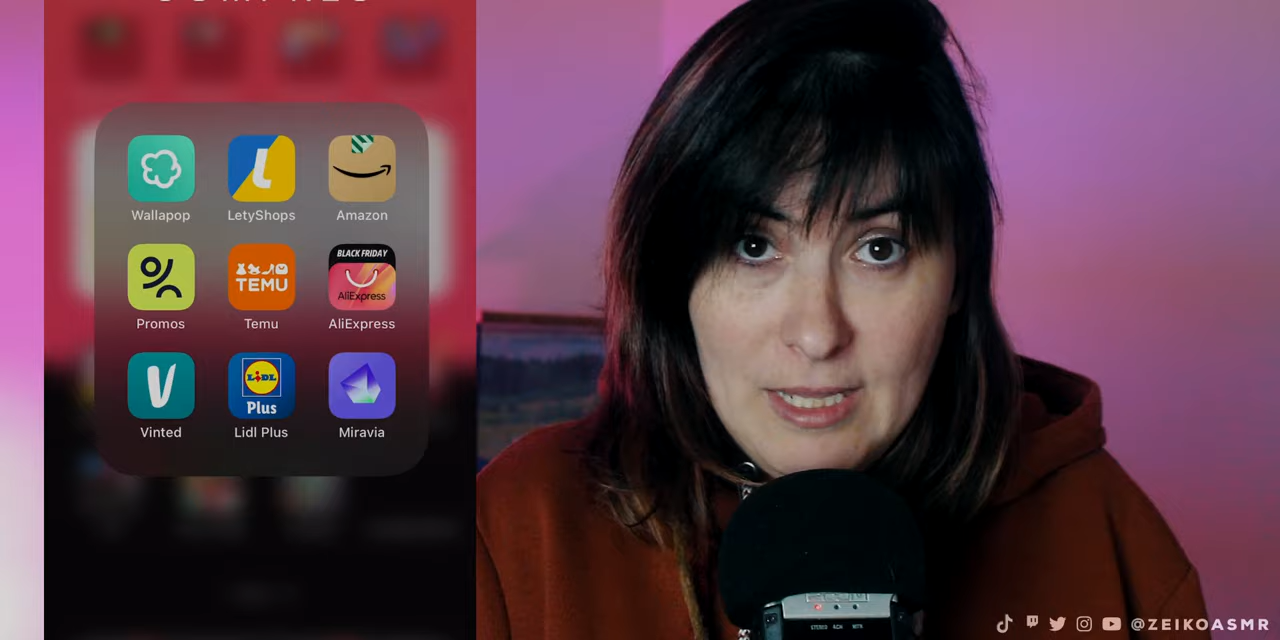 Wallapop
LetyShops
Amazon
Promos
TEMU
Temu
BLACK FRIDAY
AliExpress
AliExpress
Vinted
LIDL
Plus
Lidl Plus
Miravia
@ZEIKOASMR